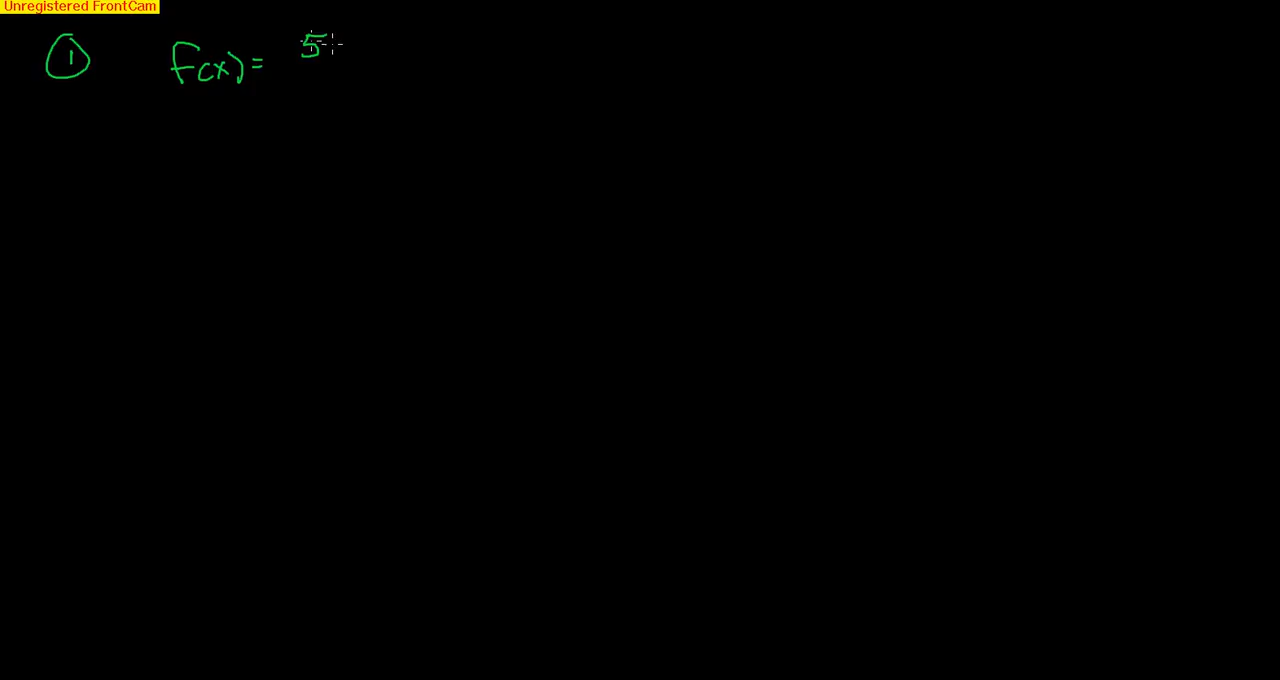 Unregistered FrontCam
① f(x) = 5